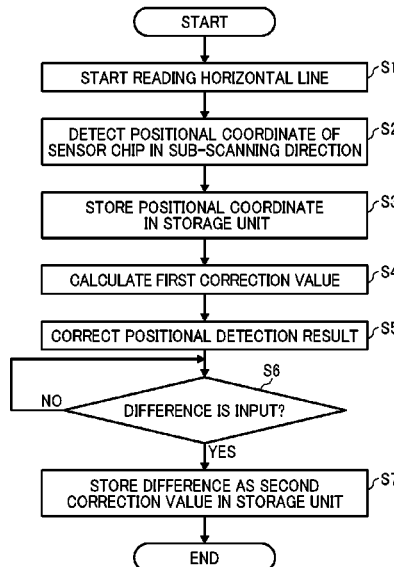 START
S1
START READING HORIZONTAL LINE
S2
DETECT POSITIONAL COORDINATE OF
SENSOR CHIP IN SUB-SCANNING DIRECTION
S3
STORE POSITIONAL COORDINATE
IN STORAGE UNIT
S4
CALCULATE FIRST CORRECTION VALUE
S5
CORRECT POSITIONAL DETECTION RESULT
S6
DIFFERENCE IS INPUT?
NO
YES
S7
STORE DIFFERENCE AS SECOND
CORRECTION VALUE IN STORAGE UNIT
END